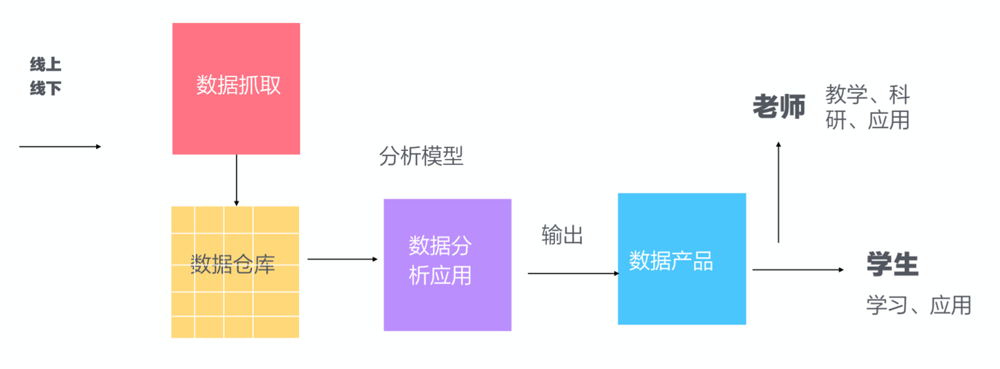 线上
线下
数据抓取
数据仓库
分析模型
数据分
析应用
输出
数据产品
老师
教学、科
研、应用
学生
学习、应用